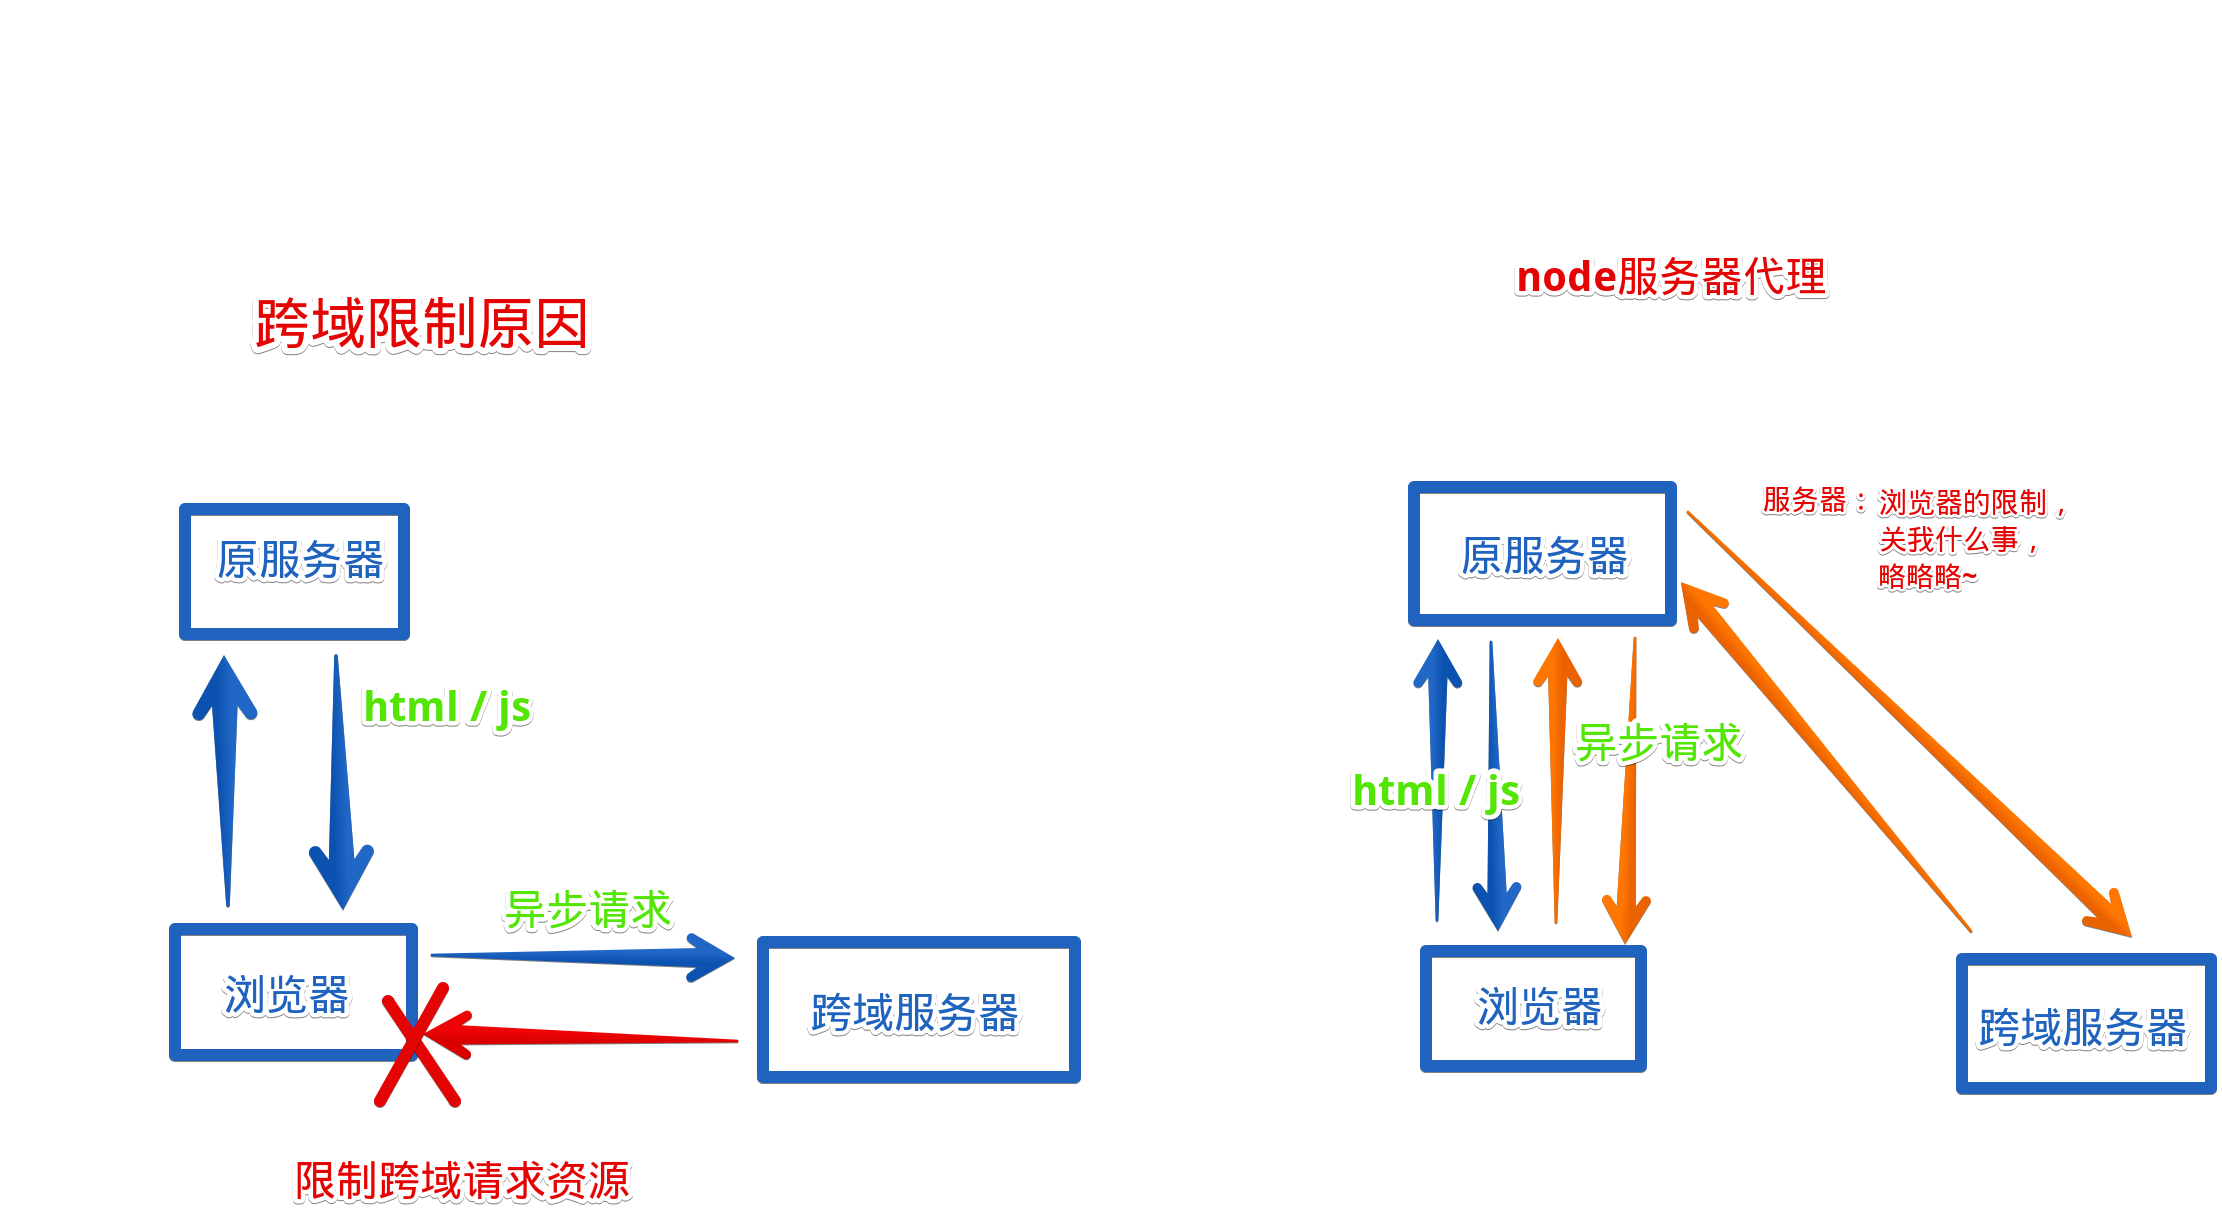 跨域限制原因
原服务器
html / js
浏览器
异步请求
跨域服务器
限制跨域请求资源
node服务器代理
原服务器
服务器：
浏览器的限制，
关我什么事，
略略略~
html / js
异步请求
浏览器
跨域服务器